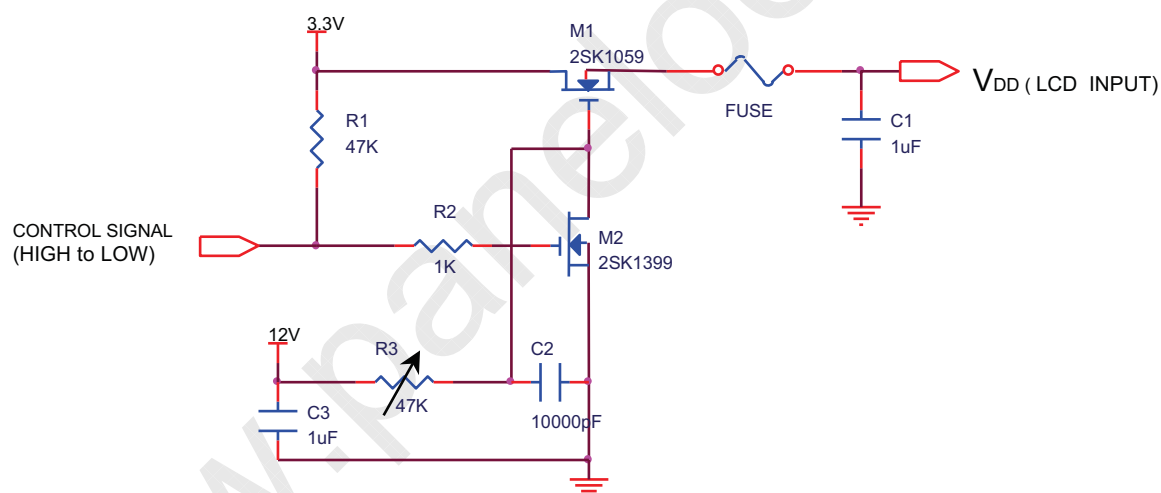 3.3V
M1
2SK1059
R1
47K
FUSE
VDD ( LCD INPUT)
C1
1uF
CONTROL SIGNAL
(HIGH to LOW)
R2
1K
M2
2SK1399
12V
R3
47K
C2
10000pF
C3
1uF
w.panelo